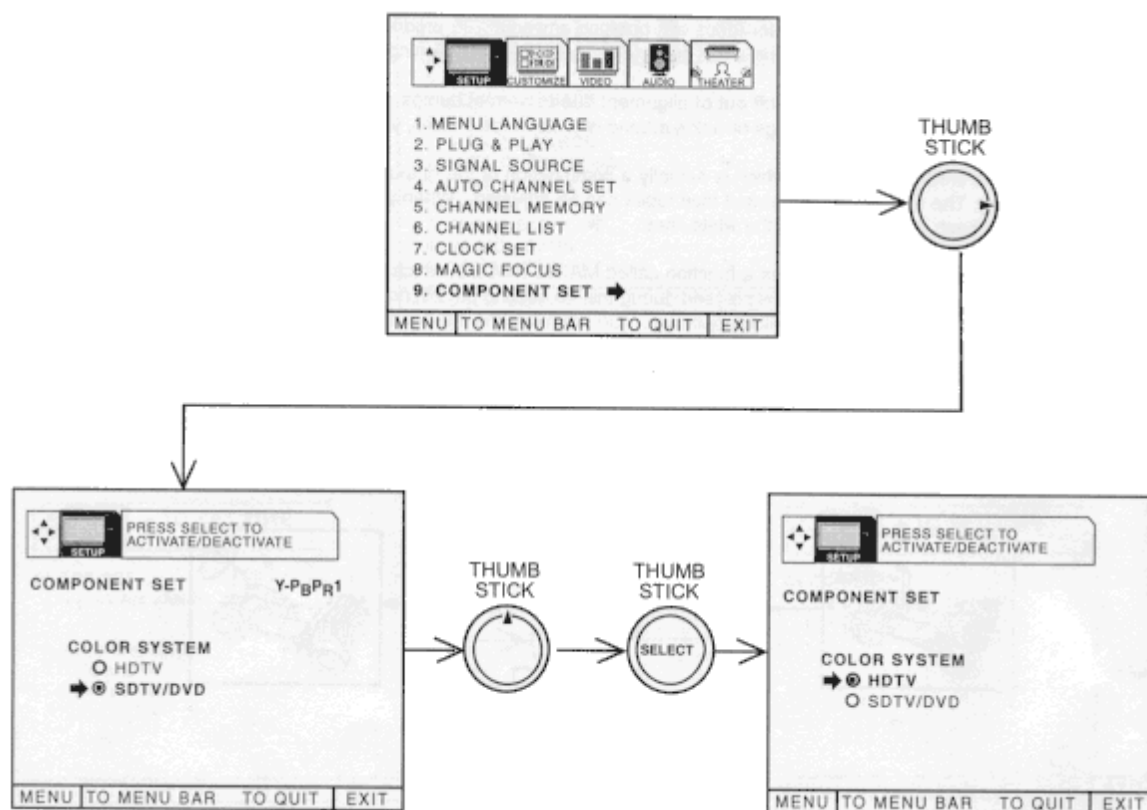 SETUP CUSTOMIZE VIDEO AUDIO THEATER
1. MENU LANGUAGE
2. PLUG & PLAY
3. SIGNAL SOURCE
4. AUTO CHANNEL SET
5. CHANNEL MEMORY
6. CHANNEL LIST
7. CLOCK SET
8. MAGIC FOCUS
9. COMPONENT SET
MENU TO MENU BAR TO QUIT EXIT
THUMB
STICK
PRESS SELECT TO
ACTIVATE/DEACTIVATE
SETUP
COMPONENT SET Y-PBPR1
COLOR SYSTEM
HDTV
SDTV/DVD
MENU TO MENU BAR TO QUIT EXIT
THUMB
STICK
THUMB
STICK
SELECT
PRESS SELECT TO
ACTIVATE/DEACTIVATE
SETUP
COMPONENT SET
COLOR SYSTEM
HDTV
SDTV/DVD
MENU TO MENU BAR TO QUIT EXIT